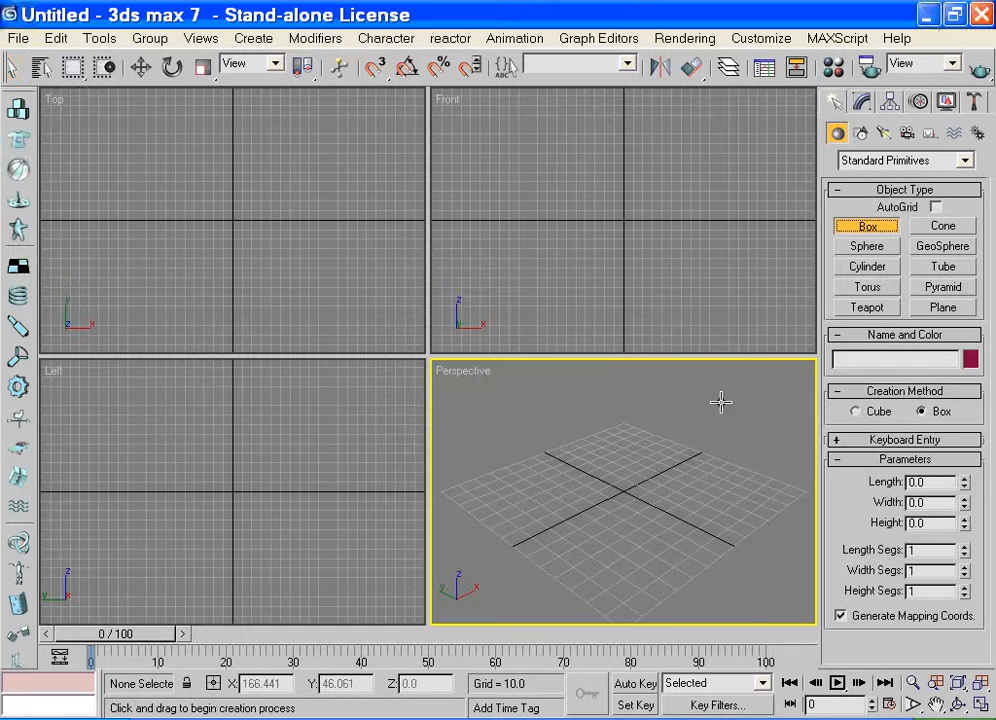 Untitled - 3ds max 7 - Stand-alone License
File Edit Tools Group Views Create Modifiers Character reactor Animation Graph Editors Rendering Customize MAXScript Help
View 3 % ABC View
Top
Front
Standard Primitives
Object Type
AutoGrid
Box Cone
Sphere GeoSphere
Cylinder Tube
Torus Pyramid
Teapot Plane
y z x
z y x
Name and Color
Left
Perspective
Creation Method
Cube Box
Keyboard Entry
Parameters
Length: 0.0
Width: 0.0
Height: 0.0
Length Segs: 1
Width Segs: 1
Height Segs: 1
Generate Mapping Coords.
z y x
z y x
0 / 100
0 10 20 30 40 50 60 70 80 90 100
None Selecte X: 166.441 Y: 46.061 Z: 0.0 Grid = 10.0 Auto Key Selected
Click and drag to begin creation process Add Time Tag Set Key Key Filters... 0